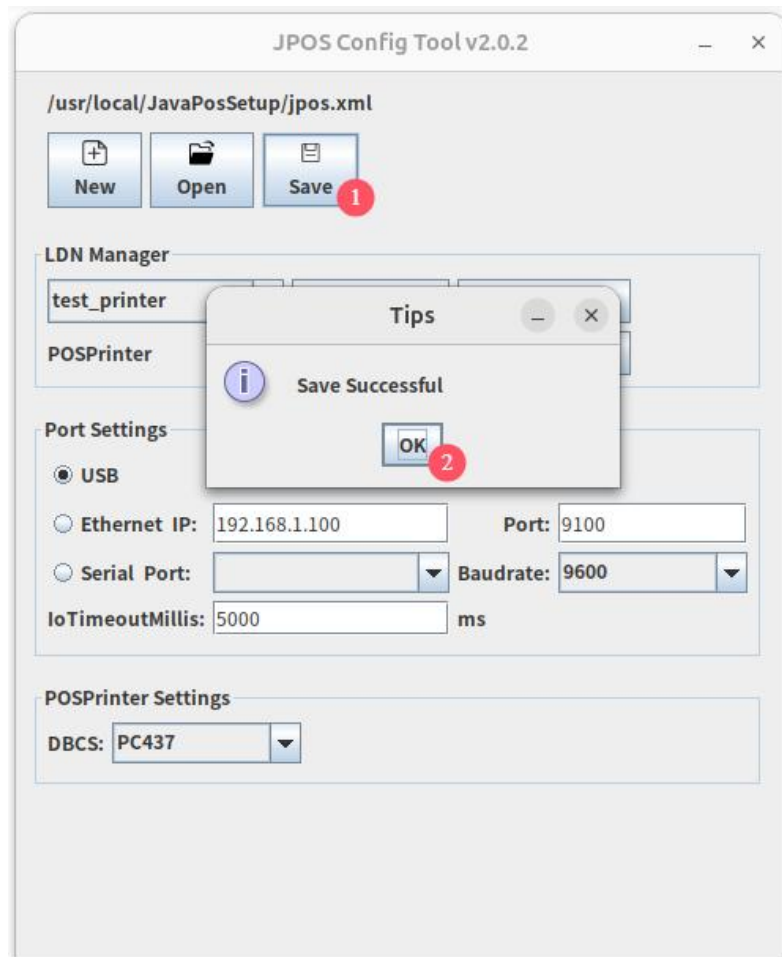 JPOS Config Tool v2.0.2
/usr/local/JavaPosSetup/jpos.xml
New Open Save
1
LDN Manager
test_printer
Tips
POSPrinter
i Save Successful
Port Settings
OK
2
USB
Ethernet IP: 192.168.1.100 Port: 9100
Serial Port: Baudrate: 9600
IoTimeoutMillis: 5000 ms
POSPrinter Settings
DBCS: PC437